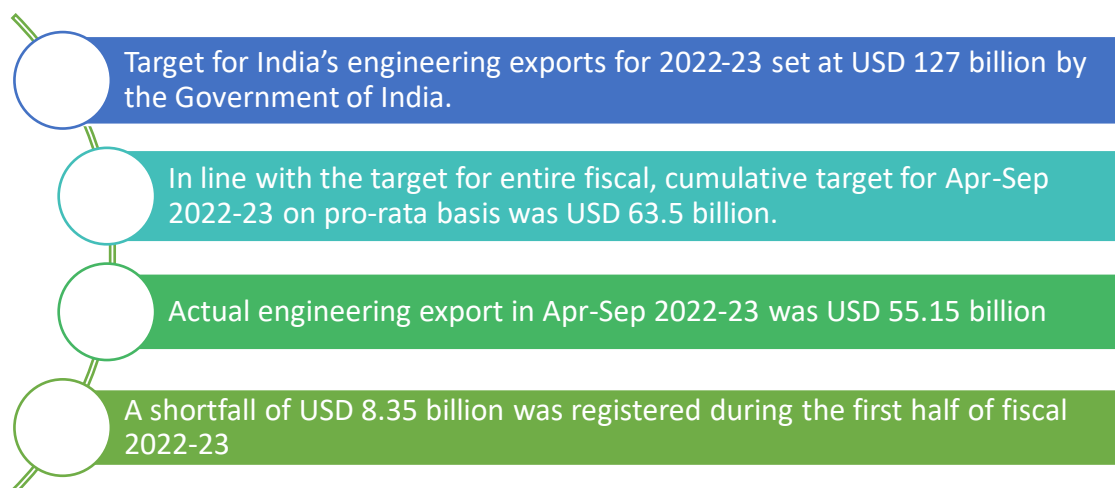 Target for India’s engineering exports for 2022-23 set at USD 127 billion by
the Government of India.
In line with the target for entire fiscal, cumulative target for Apr-Sep
2022-23 on pro-rata basis was USD 63.5 billion.
Actual engineering export in Apr-Sep 2022-23 was USD 55.15 billion
A shortfall of USD 8.35 billion was registered during the first half of fiscal
2022-23